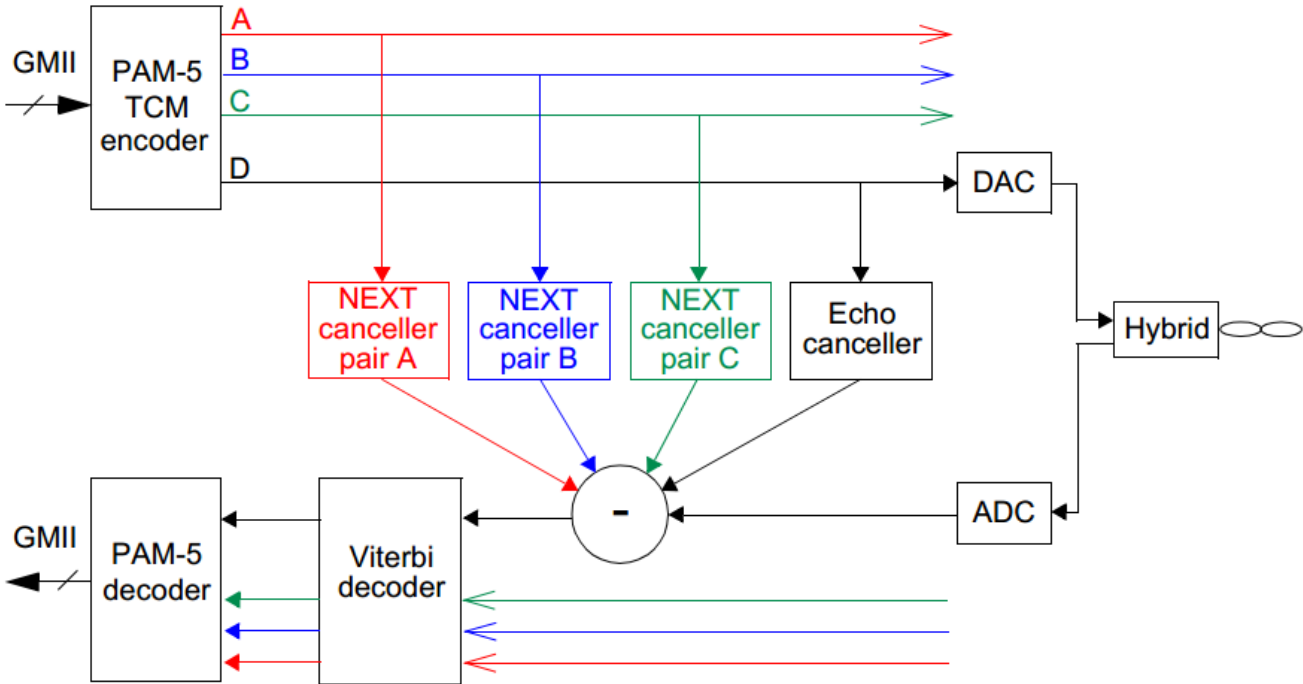 A
GMII
PAM-5
TCM
encoder
B
C
D
DAC
NEXT
canceller
pair A
NEXT
canceller
pair B
NEXT
canceller
pair C
Echo
canceller
Hybrid
GMII
PAM-5
decoder
Viterbi
decoder
-
ADC